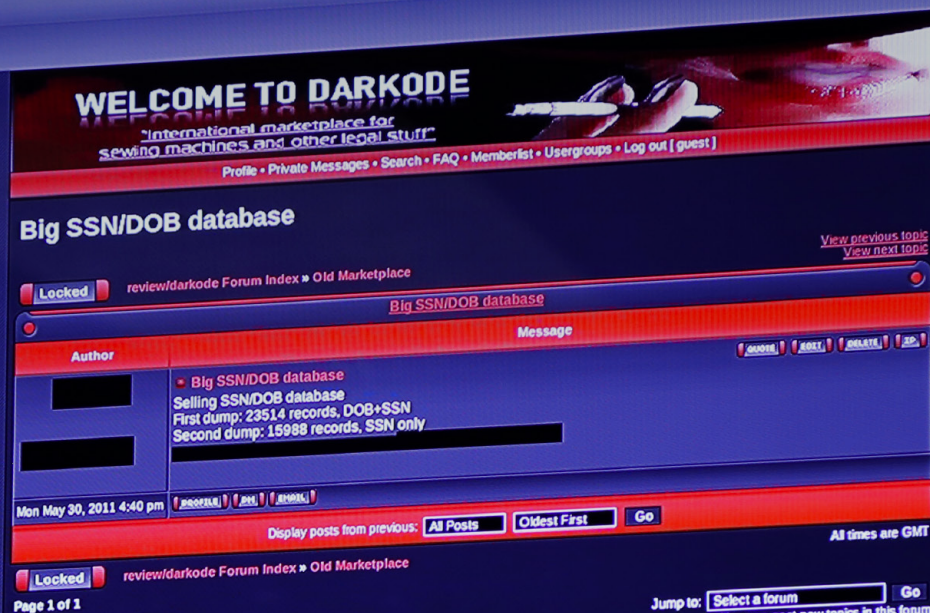 WELCOME TO DARKODE
"International marketplace for
sewing machines and other legal stuff"
Profile • Private Messages • Search • FAQ • Memberlist • Usergroups • Log out [ guest ]
Big SSN/DOB database
View previous topic
View next topic
Locked
review/darkode Forum Index » Old Marketplace
Big SSN/DOB database
Author
Message
QUOTE EDIT DELETE IP
Big SSN/DOB database
Selling SSN/DOB database
First dump: 23514 records, DOB+SSN
Second dump: 15988 records, SSN only
Mon May 30, 2011 4:40 pm
PROFILE PM EMAIL
Display posts from previous: All Posts Oldest First Go
All times are GMT
Locked
review/darkode Forum Index » Old Marketplace
Page 1 of 1
Jump to: Select a forum Go
new topics in this forum